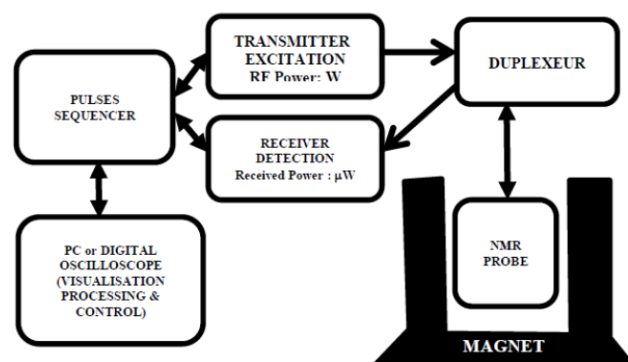 PULSES
SEQUENCER
TRANSMITTER
EXCITATION
RF Power: W
DUPLEXEUR
RECEIVER
DETECTION
Received Power : µW
PC or DIGITAL
OSCILLOSCOPE
(VISUALISATION
PROCESSING &
CONTROL)
NMR
PROBE
MAGNET